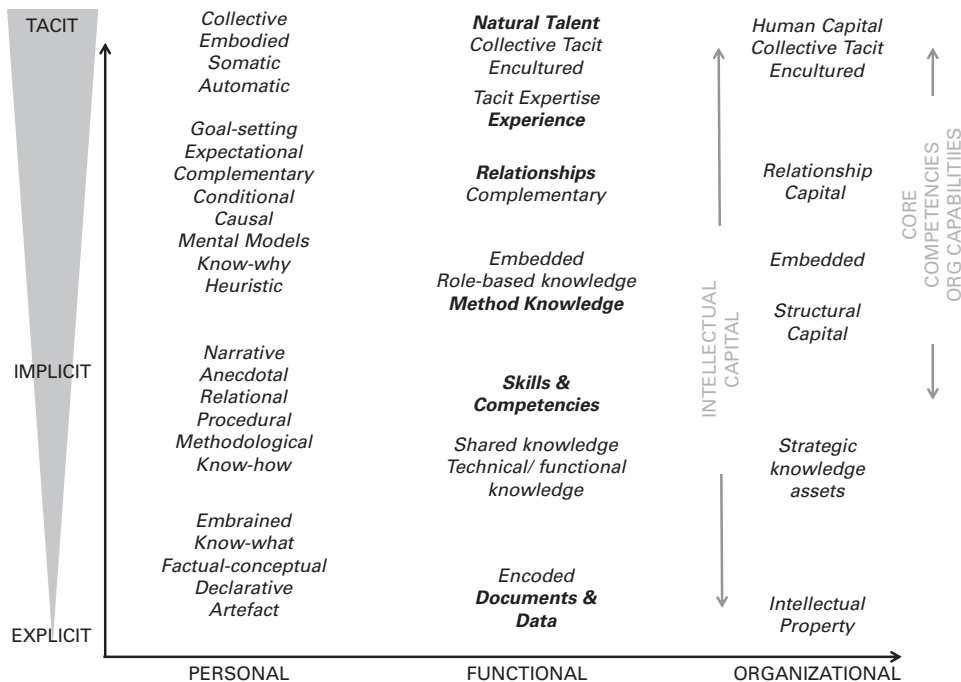 TACIT
IMPLICIT
EXPLICIT
Collective
Embodied
Somatic
Automatic
Goal-setting
Expectational
Complementary
Conditional
Causal
Mental Models
Know-why
Heuristic
Narrative
Anecdotal
Relational
Procedural
Methodological
Know-how
Embrained
Know-what
Factual-conceptual
Declarative
Artefact
PERSONAL
Natural Talent
Collective Tacit
Encultured
Tacit Expertise
Experience
Relationships
Complementary
Embedded
Role-based knowledge
Method Knowledge
Skills &
Competencies
Shared knowledge
Technical/ functional
knowledge
Encoded
Documents &
Data
FUNCTIONAL
INTELLECTUAL
CAPITAL
Human Capital
Collective Tacit
Encultured
Relationship
Capital
Embedded
Structural
Capital
Strategic
knowledge
assets
Intellectual
Property
ORGANIZATIONAL
CORE
COMPETENCIES
ORG CAPABILITIIES